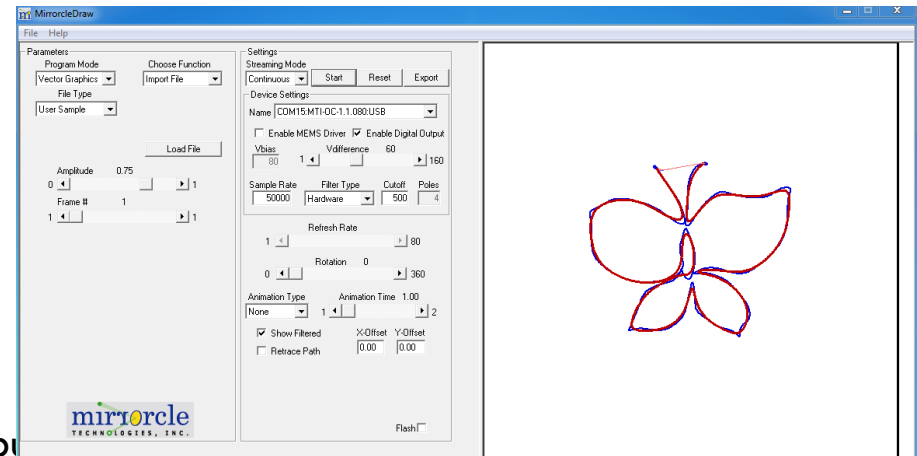 MirrorcleDraw
File Help
Parameters
Program Mode Choose Function
Vector Graphics Import File
File Type
User Sample
Load File
Amplitude 0.75
0 1
Frame # 1
1 1
mirrorcle
TECHNOLOGIES, INC.
Settings
Streaming Mode
Continuous Start Reset Export
Device Settings
Name COM15:MTI-OC-1.1.080:USB
Enable MEMS Driver Enable Digital Output
Vbias Vdifference 60
80 1 160
Sample Rate Filter Type Cutoff Poles
50000 Hardware 500 4
Refresh Rate
1 80
Rotation 0
0 360
Animation Type Animation Time 1.00
None 1 2
Show Filtered X-Offset Y-Offset
Retrace Path 0.00 0.00
Flash